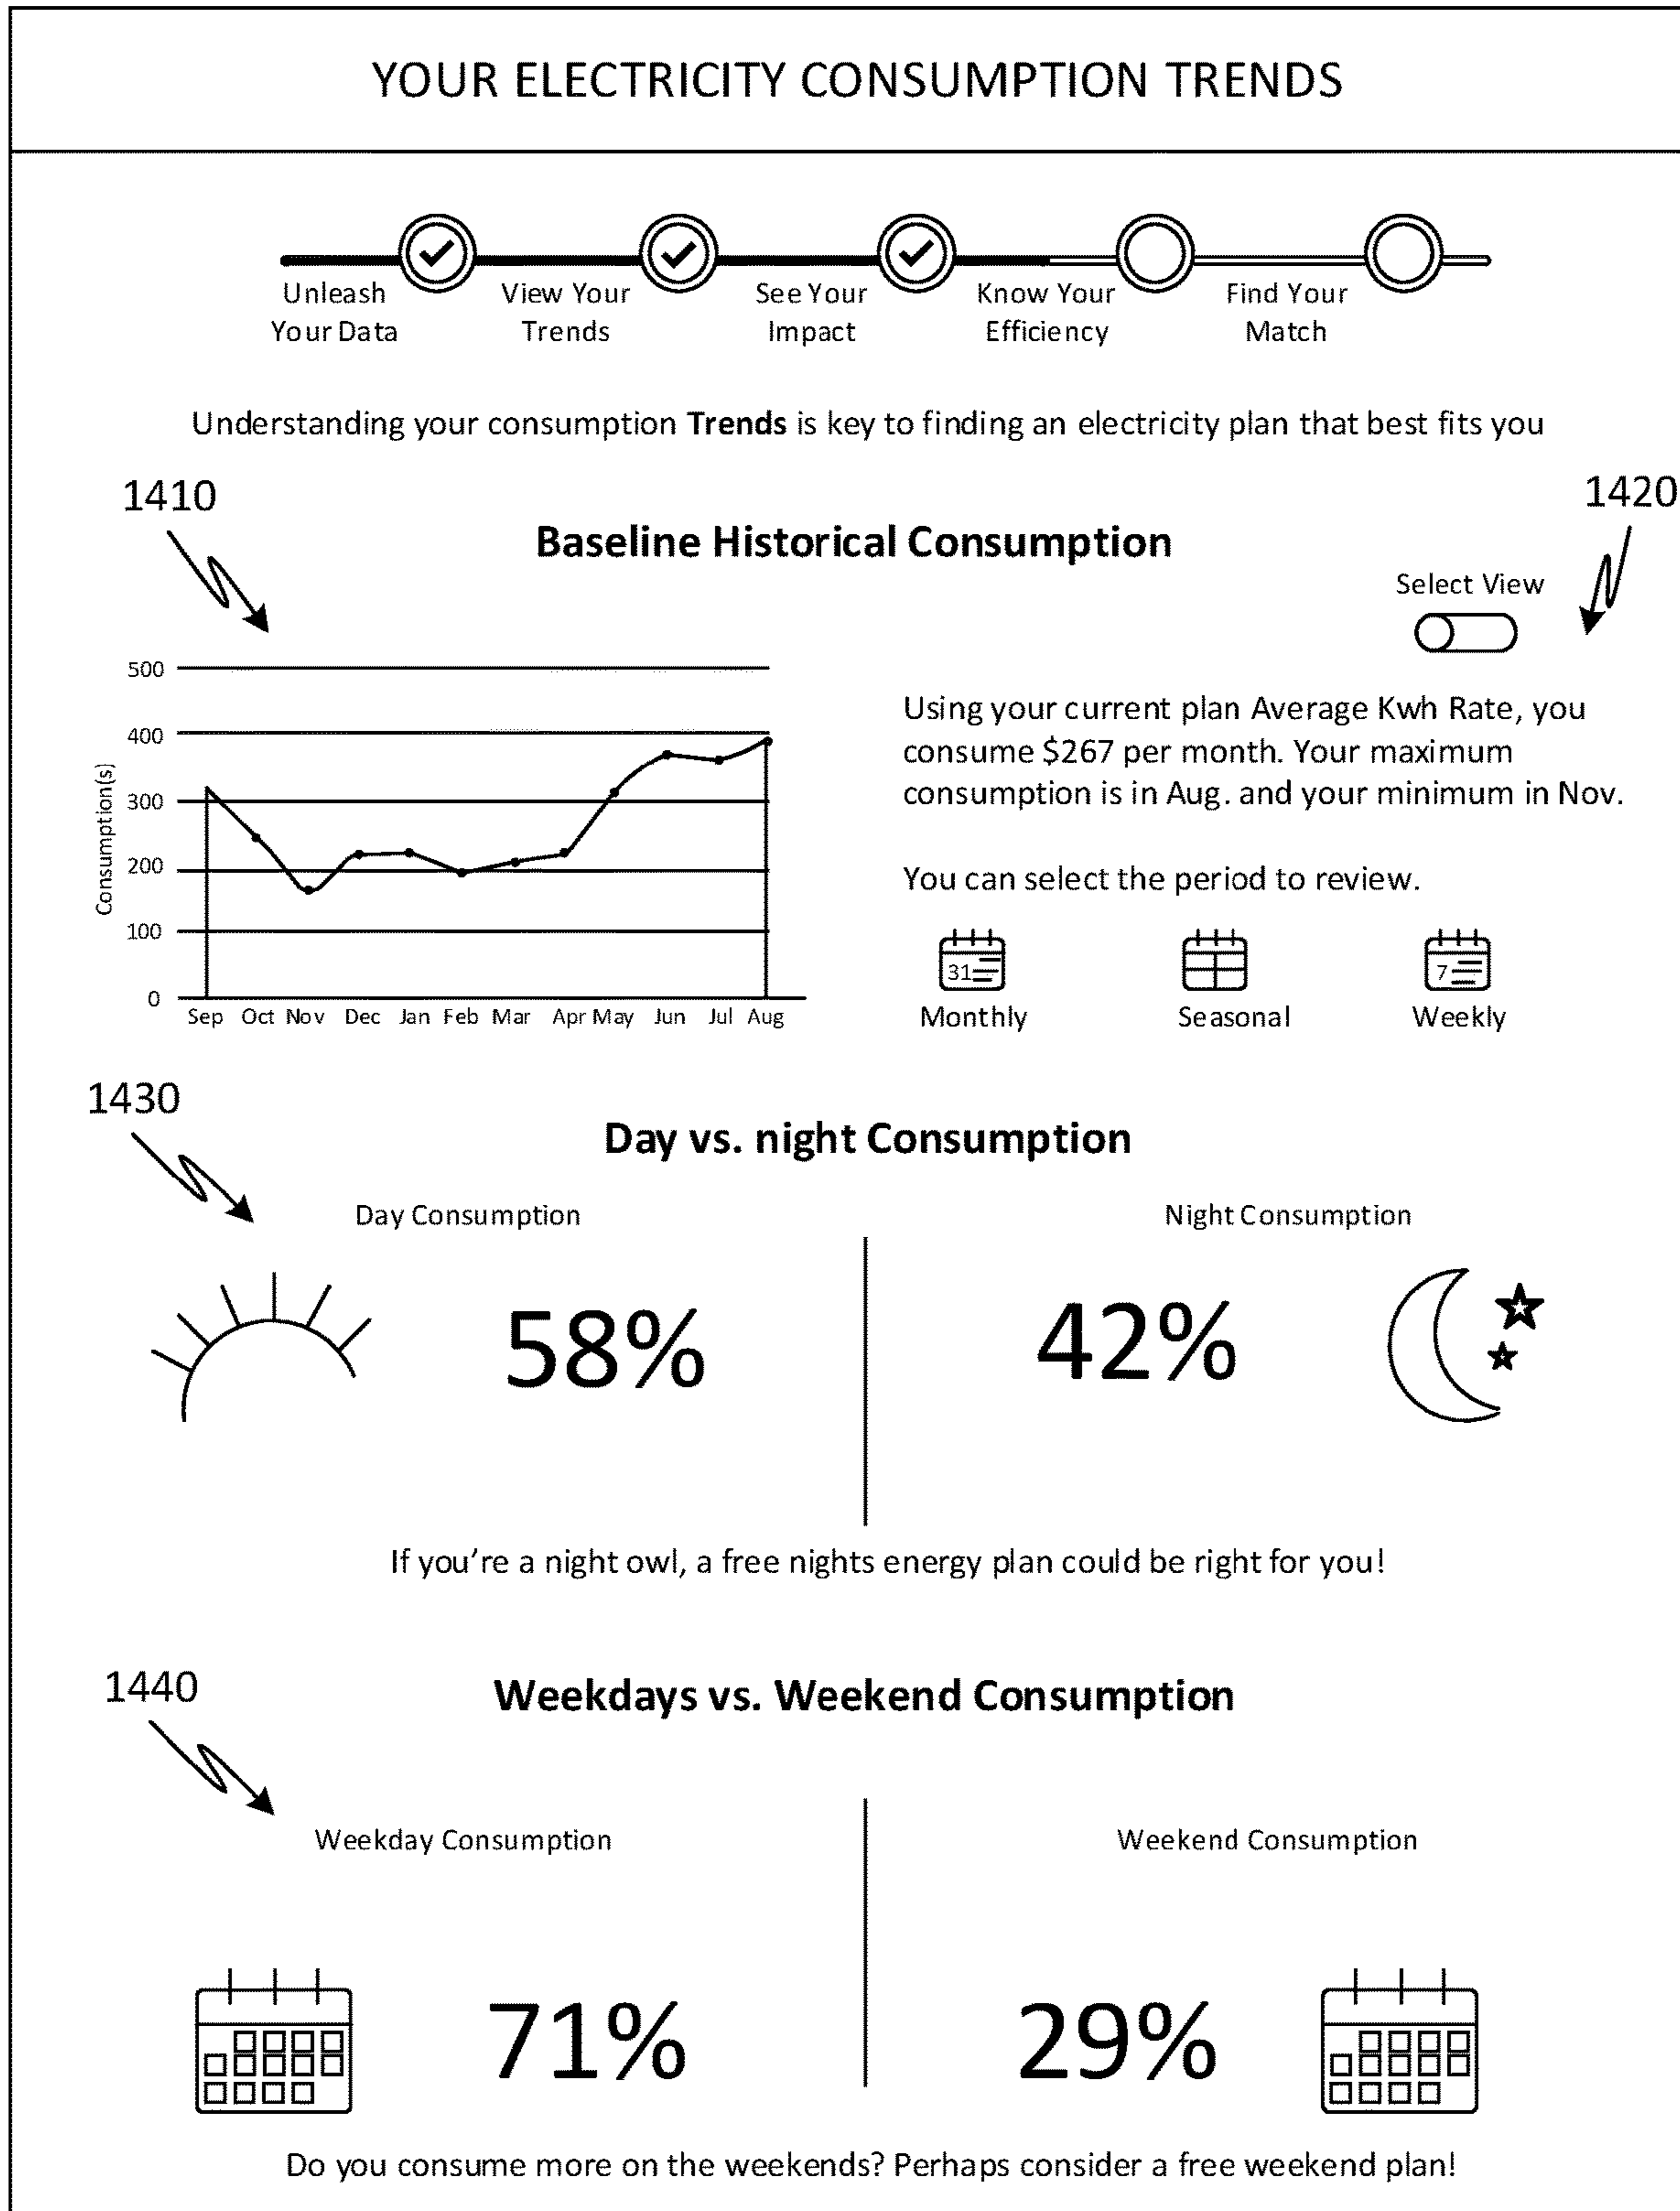 YOUR ELECTRICITY CONSUMPTION TRENDS
Unleash
Your Data
View Your
Trends
See Your
Impact
Know Your
Efficiency
Find Your
Match
Understanding your consumption Trends is key to finding an electricity plan that best fits you
1410
1420
Baseline Historical Consumption
Select View
Consumption(s)
500
400
300
200
100
0
Sep Oct Nov Dec Jan Feb Mar Apr May Jun Jul Aug
Using your current plan Average Kwh Rate, you
consume $267 per month. Your maximum
consumption is in Aug. and your minimum in Nov.
You can select the period to review.
31
7
Monthly
Seasonal
Weekly
1430
Day vs. night Consumption
Day Consumption
Night Consumption
58%
42%
If you're a night owl, a free nights energy plan could be right for you!
1440
Weekdays vs. Weekend Consumption
Weekday Consumption
Weekend Consumption
71%
29%
Do you consume more on the weekends? Perhaps consider a free weekend plan!